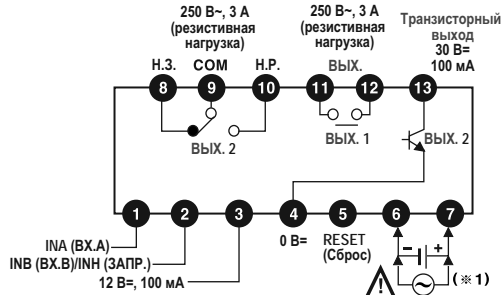 250 В~, 3 А
(резистивная
нагрузка)
250 В~, 3 А
(резистивная
нагрузка)
Транзисторный
выход
30 В=
100 мА
Н.З.
COM
Н.Р.
ВЫХ.
8
9
10
11
12
13
ВЫХ. 2
ВЫХ. 1
ВЫХ. 2
1
2
3
4
5
6
7
INA (ВХ.А)
INB (ВХ.В)/INH (ЗАПР.)
12 В=, 100 мА
0 В=
RESET
(Сброс)
− +
(※1)